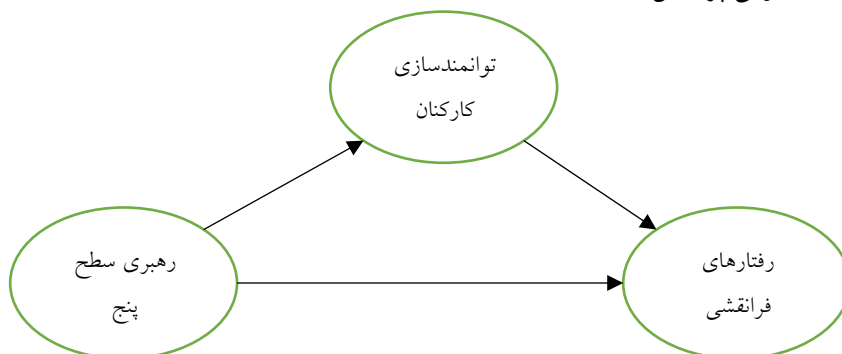 توانمندسازی
کارکنان
رهبری سطح
پنج
رفتارهای
فرانقشی